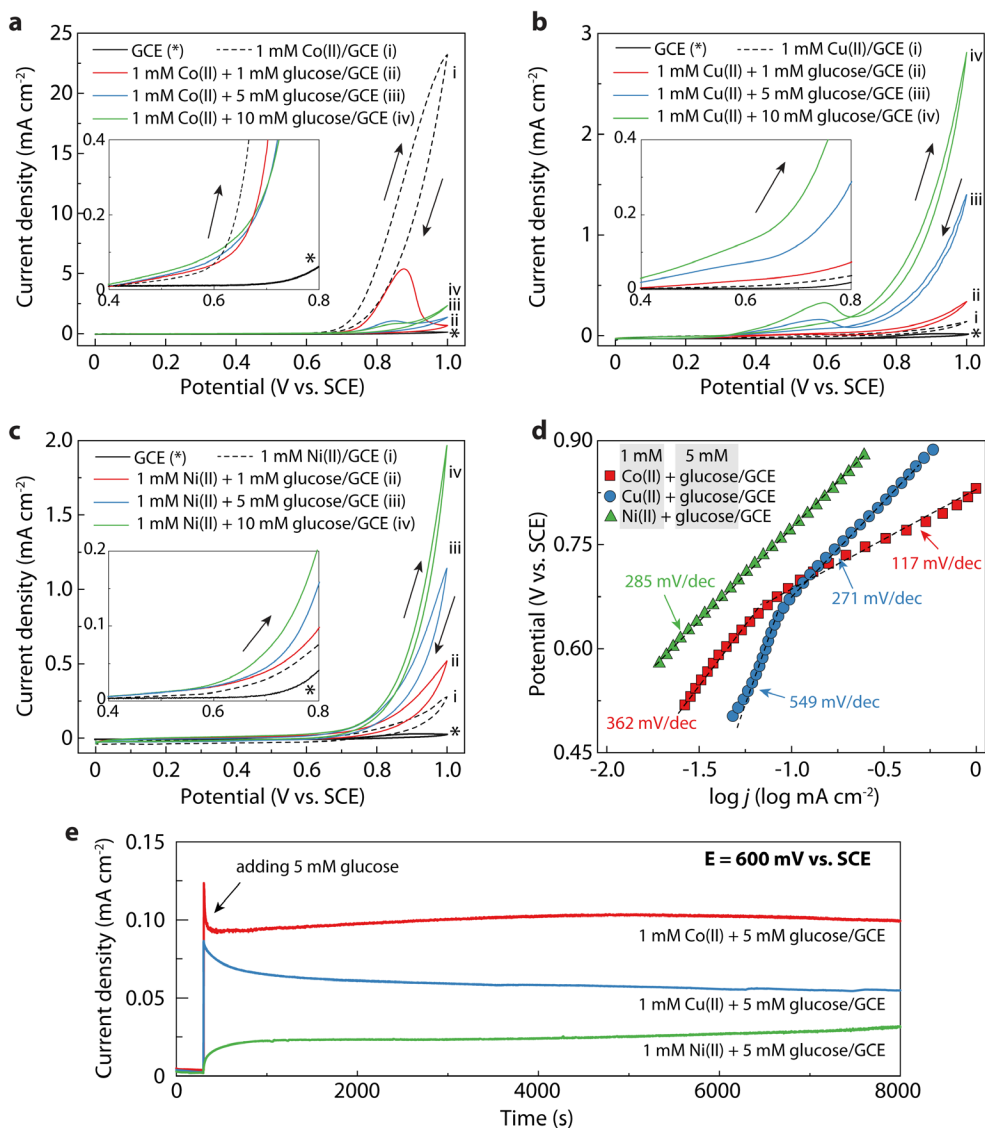 a
GCE (*) 1 mM Co(II)/GCE (i)
1 mM Co(II) + 1 mM glucose/GCE (ii)
1 mM Co(II) + 5 mM glucose/GCE (iii)
1 mM Co(II) + 10 mM glucose/GCE (iv)
Current density (mA cm-2)
25
20
15
10
5
0
0.4
0.2
0
0.4 0.6 0.8
*
i
iv
iii
ii
*
0 0.2 0.4 0.6 0.8 1.0
Potential (V vs. SCE)
b
GCE (*) 1 mM Cu(II)/GCE (i)
1 mM Cu(II) + 1 mM glucose/GCE (ii)
1 mM Cu(II) + 5 mM glucose/GCE (iii)
1 mM Cu(II) + 10 mM glucose/GCE (iv)
Current density (mA cm-2)
3
2
1
0
0.4
0.2
0
0.4 0.6 0.8
iv
iii
ii
i
*
0 0.2 0.4 0.6 0.8 1.0
Potential (V vs. SCE)
c
GCE (*) 1 mM Ni(II)/GCE (i)
1 mM Ni(II) + 1 mM glucose/GCE (ii)
1 mM Ni(II) + 5 mM glucose/GCE (iii)
1 mM Ni(II) + 10 mM glucose/GCE (iv)
Current density (mA cm-2)
2.0
1.5
1.0
0.5
0
0.2
0.1
0
0.4 0.6 0.8
*
iv
iii
ii
i
*
0 0.2 0.4 0.6 0.8 1.0
Potential (V vs. SCE)
d
1 mM 5 mM
Co(II) + glucose/GCE
Cu(II) + glucose/GCE
Ni(II) + glucose/GCE
Potential (V vs. SCE)
0.90
0.75
0.60
0.45
285 mV/dec
117 mV/dec
271 mV/dec
549 mV/dec
362 mV/dec
-2.0 -1.5 -1.0 -0.5 0
log j (log mA cm-2)
e
E = 600 mV vs. SCE
adding 5 mM glucose
Current density (mA cm-2)
0.15
0.10
0.05
0
1 mM Co(II) + 5 mM glucose/GCE
1 mM Cu(II) + 5 mM glucose/GCE
1 mM Ni(II) + 5 mM glucose/GCE
0 2000 4000 6000 8000
Time (s)